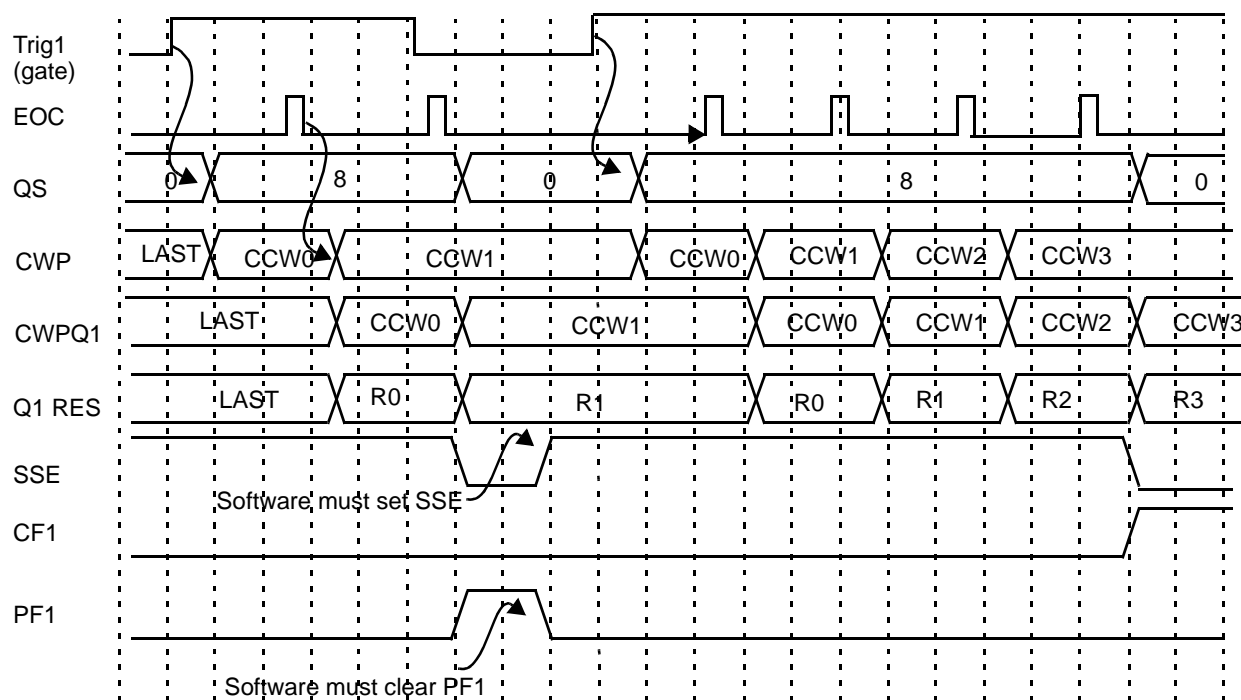 Trig1
(gate)
EOC
QS 0 8 0 8 0
CWP LAST CCW0 CCW1 CCW0 CCW1 CCW2 CCW3
CWPQ1 LAST CCW0 CCW1 CCW0 CCW1 CCW2 CCW3
Q1 RES LAST R0 R1 R0 R1 R2 R3
SSE
Software must set SSE
CF1
PF1
Software must clear PF1